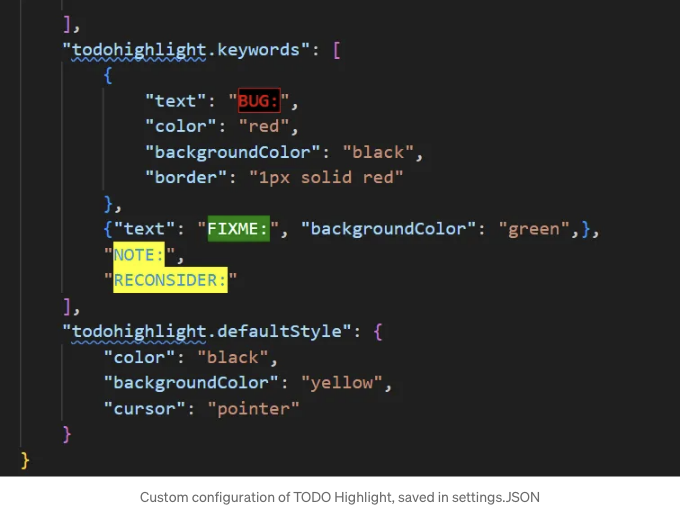 ],
"todohighlight.keywords": [
{
"text": "BUG:",
"color": "red",
"backgroundColor": "black",
"border": "1px solid red"
},
{"text": "FIXME:", "backgroundColor": "green",},
"NOTE:",
"RECONSIDER:"
],
"todohighlight.defaultStyle": {
"color": "black",
"backgroundColor": "yellow",
"cursor": "pointer"
}
}
Custom configuration of TODO Highlight, saved in settings.JSON